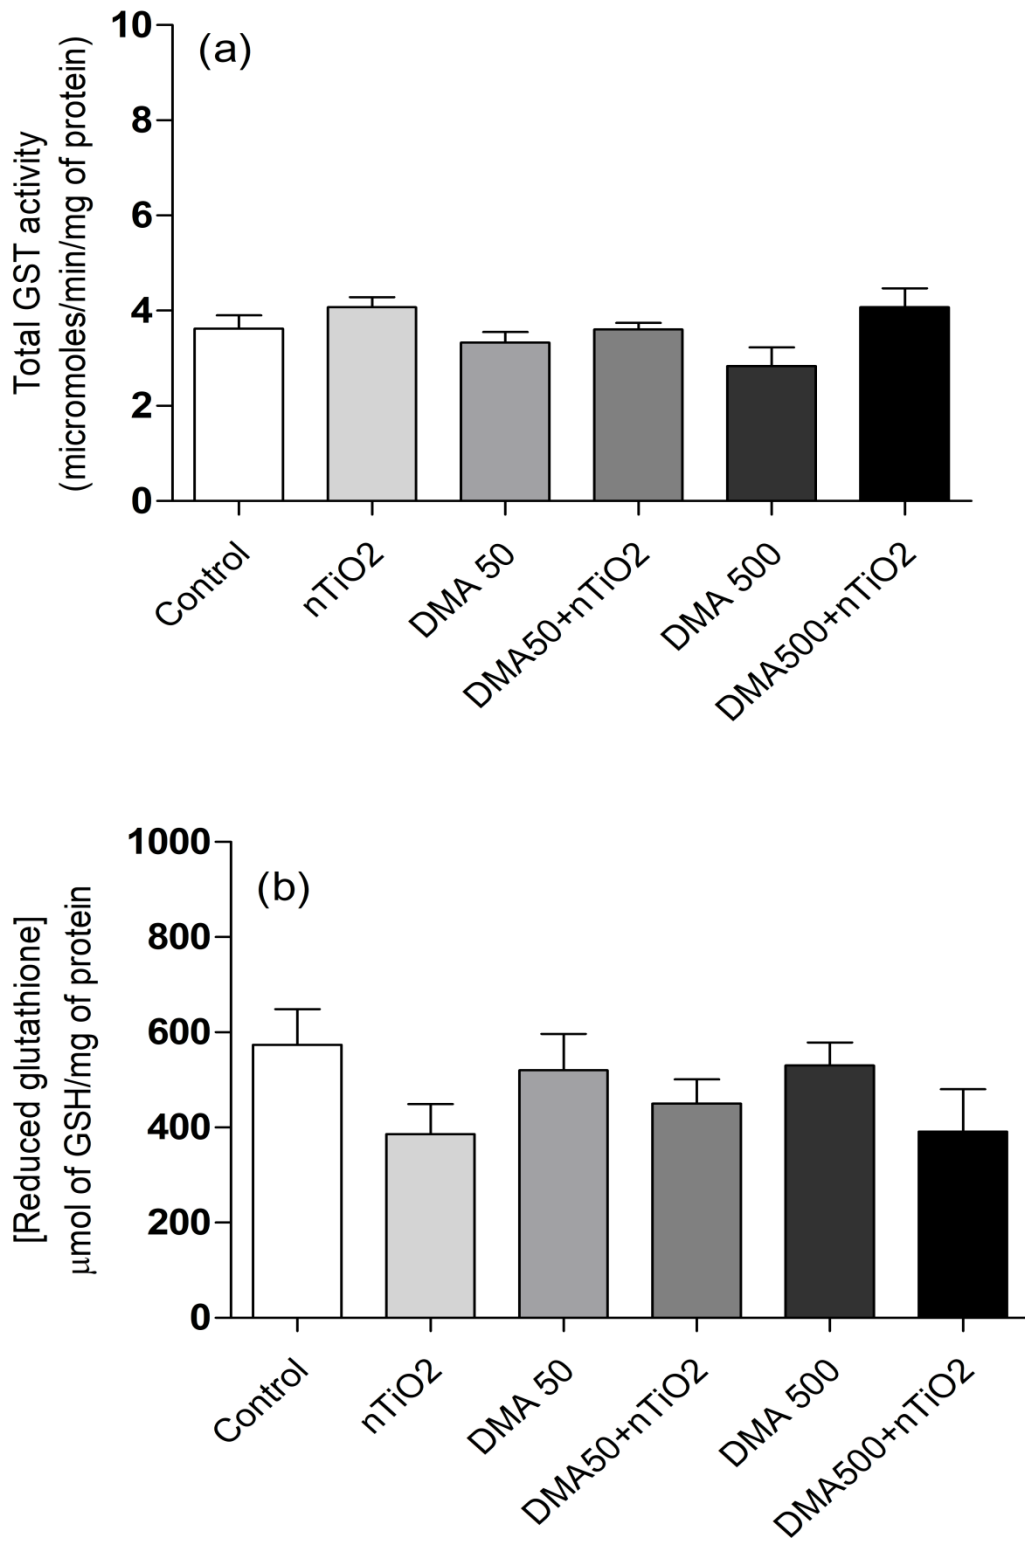 (a)
Total GST activity
(micromoles/min/mg of protein)
10
8
6
4
2
0
Control
nTiO2
DMA 50
DMA50+nTiO2
DMA 500
DMA500+nTiO2
(b)
[Reduced glutathione]
μmol of GSH/mg of protein
1000
800
600
400
200
0
Control
nTiO2
DMA 50
DMA50+nTiO2
DMA 500
DMA500+nTiO2